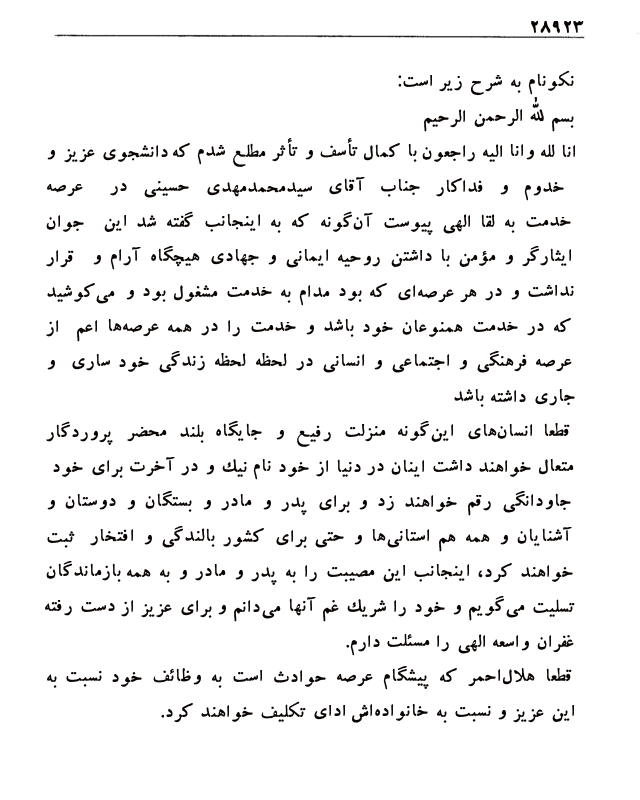 ۲۸۹۲۳
نکونام به شرح زیر است:
بسم لله الرحمن الرحیم
انا لله وانا الیه راجعون با کمال تأسف و تأثر مطلع شدم که دانشجوی عزیز و
خدوم و فداکار جناب آقای سیدمحمدمهدی حسینی در عرصه
خدمت به لقا الهی پیوست آن‌گونه که به اینجانب گفته شد این جوان
ایثارگر و مؤمن با داشتن روحیه ایمانی و جهادی هیچگاه آرام و قرار
نداشت و در هر عرصه‌ای که بود مدام به خدمت مشغول بود و می‌کوشید
که در خدمت همنوعان خود باشد و خدمت را در همه عرصه‌ها اعم از
عرصه فرهنگی و اجتماعی و انسانی در لحظه لحظه زندگی خود ساری و
جاری داشته باشد
قطعا انسان‌های این‌گونه منزلت رفیع و جایگاه بلند محضر پروردگار
متعال خواهند داشت اینان در دنیا از خود نام نیك و در آخرت برای خود
جاودانگی رقم خواهند زد و برای پدر و مادر و بستگان و دوستان و
آشنایان و همه هم استانی‌ها و حتی برای کشور بالندگی و افتخار ثبت
خواهند کرد، اینجانب این مصیبت را به پدر و مادر و به همه بازماندگان
تسلیت می‌گویم و خود را شریك غم آنها می‌دانم و برای عزیز از دست رفته
غفران واسعه الهی را مسئلت دارم.
قطعا هلال‌احمر که پیشگام عرصه حوادث است به وظائف خود نسبت به
این عزیز و نسبت به خانواده‌اش ادای تکلیف خواهند کرد.